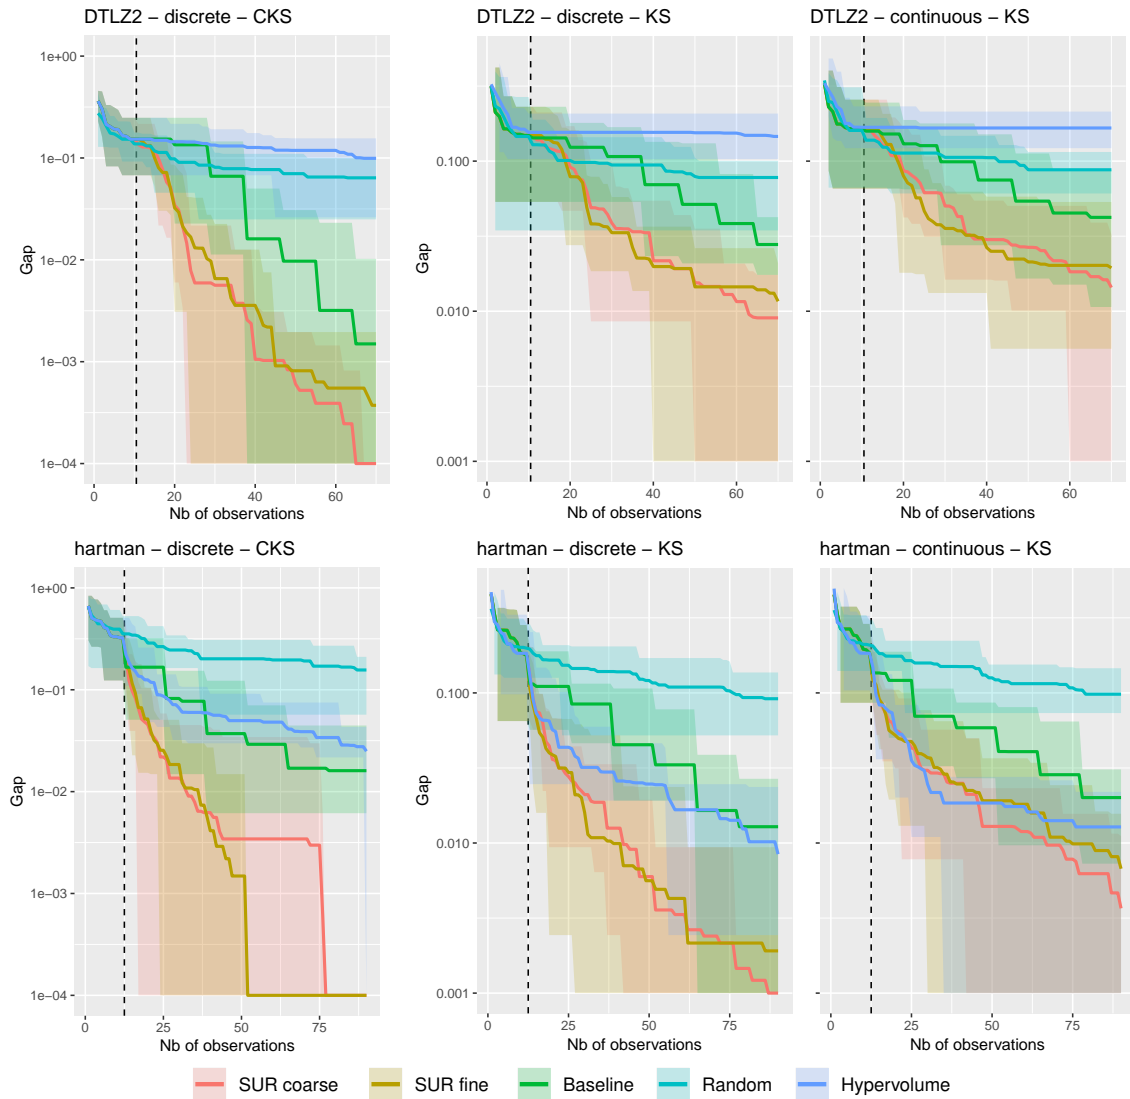 DTLZ2 – discrete – CKS
DTLZ2 – discrete – KS
DTLZ2 – continuous – KS
1e+00
1e−01
1e−02
1e−03
1e−04
Gap
0 20 40 60
Nb of observations
0.100
0.010
0.001
Gap
0 20 40 60
Nb of observations
0 20 40 60
Nb of observations
hartman – discrete – CKS
hartman – discrete – KS
hartman – continuous – KS
1e+00
1e−01
1e−02
1e−03
1e−04
Gap
0 25 50 75
Nb of observations
0.100
0.010
0.001
Gap
0 25 50 75
Nb of observations
0 25 50 75
Nb of observations
SUR coarse SUR fine Baseline Random Hypervolume